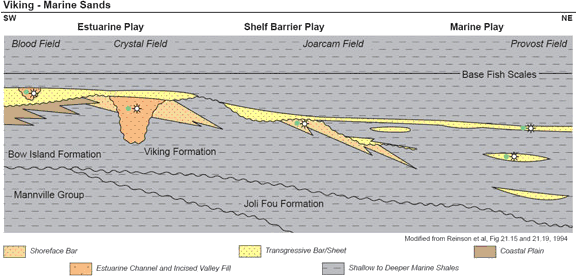 Viking - Marine Sands
SW NE
Estuarine Play Shelf Barrier Play Marine Play
Blood Field Crystal Field Joarcam Field Provost Field
Base Fish Scales
Bow Island Formation Viking Formation
Mannville Group
Joli Fou Formation
Modified from Reinson et al, Fig.21.15 and 21.19, 1994
Shoreface Bar Transgressive Bar/Sheet Coastal Plain
Estuarine Channel and Incised Valley Fill Shallow to Deeper Marine Shales